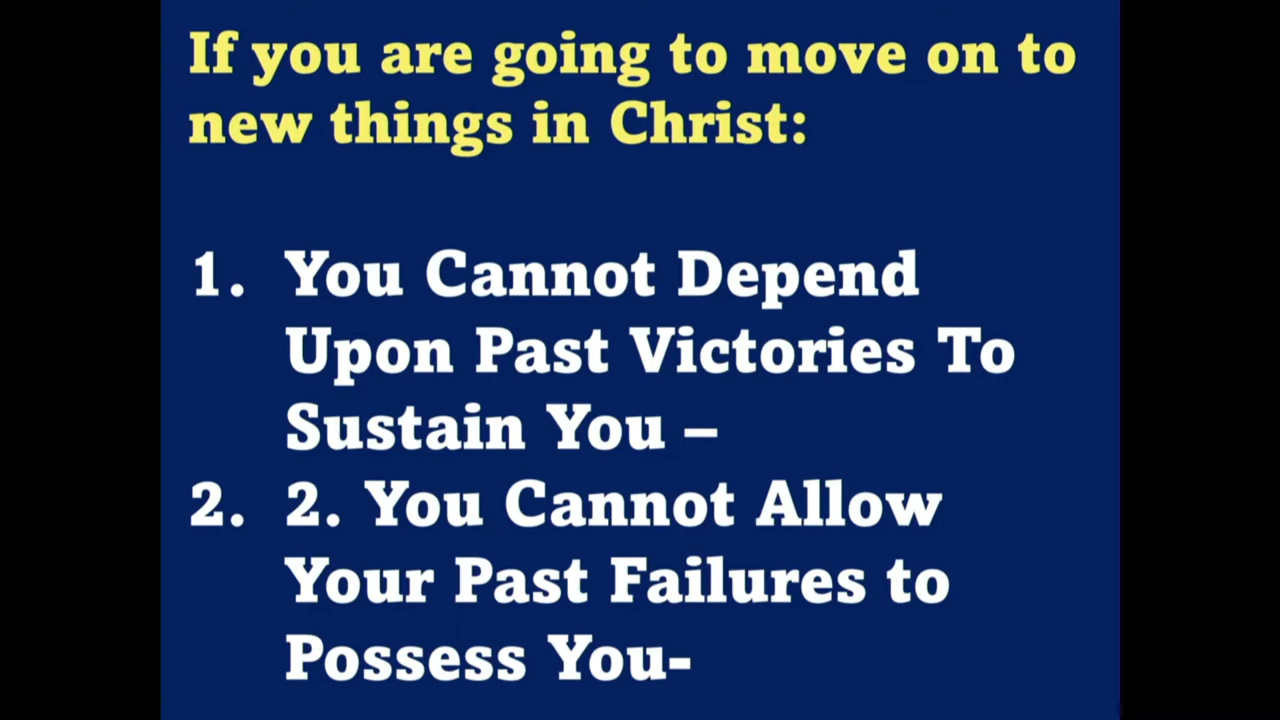 If you are going to move on to
new things in Christ:
1. You Cannot Depend
Upon Past Victories To
Sustain You –
2. 2. You Cannot Allow
Your Past Failures to
Possess You-